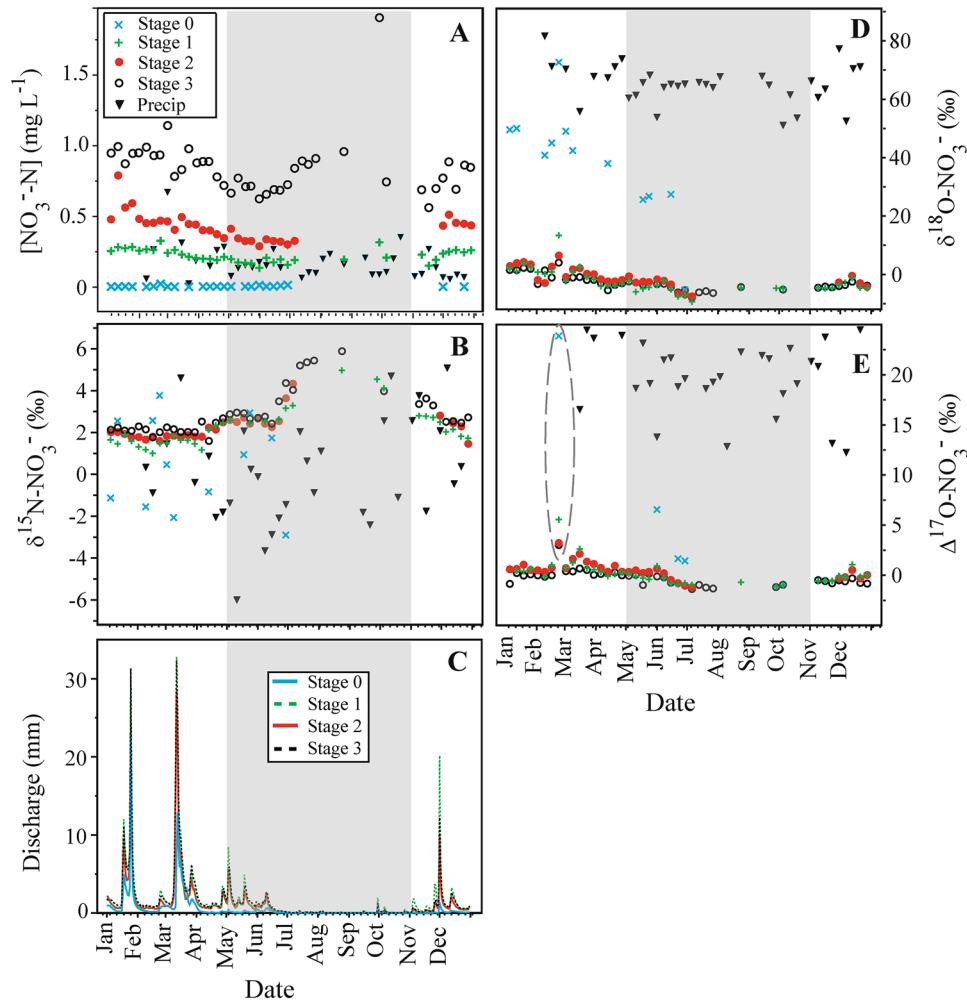 A
Stage 0
Stage 1
Stage 2
Stage 3
Precip
[NO₃⁻-N] (mg L⁻¹)
1.5
1.0
0.5
0
D
80
60
40
20
0
δ¹⁸O-NO₃⁻ (‰)
B
δ¹⁵N-NO₃⁻ (‰)
6
4
2
0
-2
-4
-6
E
20
15
10
5
0
Δ¹⁷O-NO₃⁻ (‰)
Jan Feb Mar Apr May Jun Jul Aug Sep Oct Nov Dec
Date
C
Stage 0
Stage 1
Stage 2
Stage 3
Discharge (mm)
30
20
10
0
Jan Feb Mar Apr May Jun Jul Aug Sep Oct Nov Dec
Date